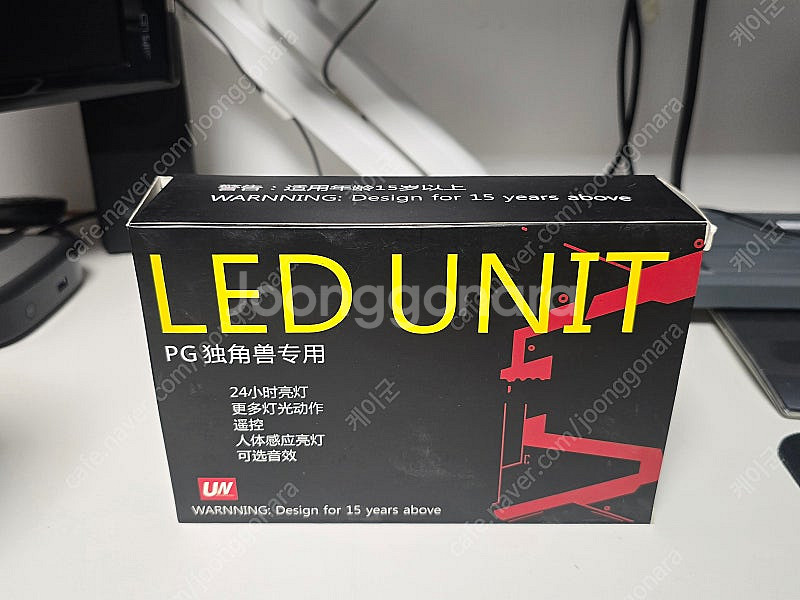 警告：适用年龄15岁以上
WARNNING: Design for 15 years above
LED UNIT
PG 独角兽专用
24小时亮灯
更多灯光动作
遥控
人体感应亮灯
可选音效
UN
WARNNING: Design for 15 years above
Joonggonara
cafe.naver.com/joonggonara
케이군